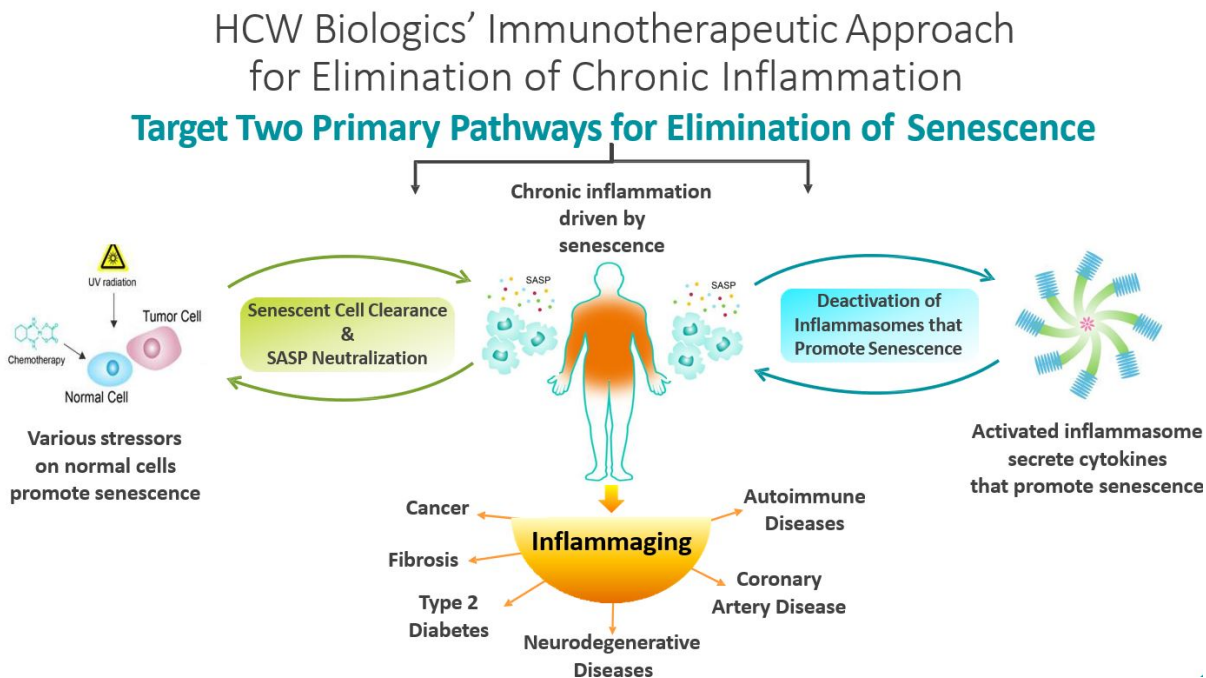 HCW Biologics’ Immunotherapeutic Approach
for Elimination of Chronic Inflammation
Target Two Primary Pathways for Elimination of Senescence
Chronic inflammation
driven by
senescence
UV radiation
Tumor Cell
Chemotherapy
Normal Cell
Various stressors
on normal cells
promote senescence
Senescent Cell Clearance
&
SASP Neutralization
SASP
SASP
Deactivation of
Inflammasomes that
Promote Senescence
Activated inflammasome
secrete cytokines
that promote senescence
Inflammaging
Cancer
Fibrosis
Type 2
Diabetes
Neurodegenerative
Diseases
Coronary
Artery Disease
Autoimmune
Diseases